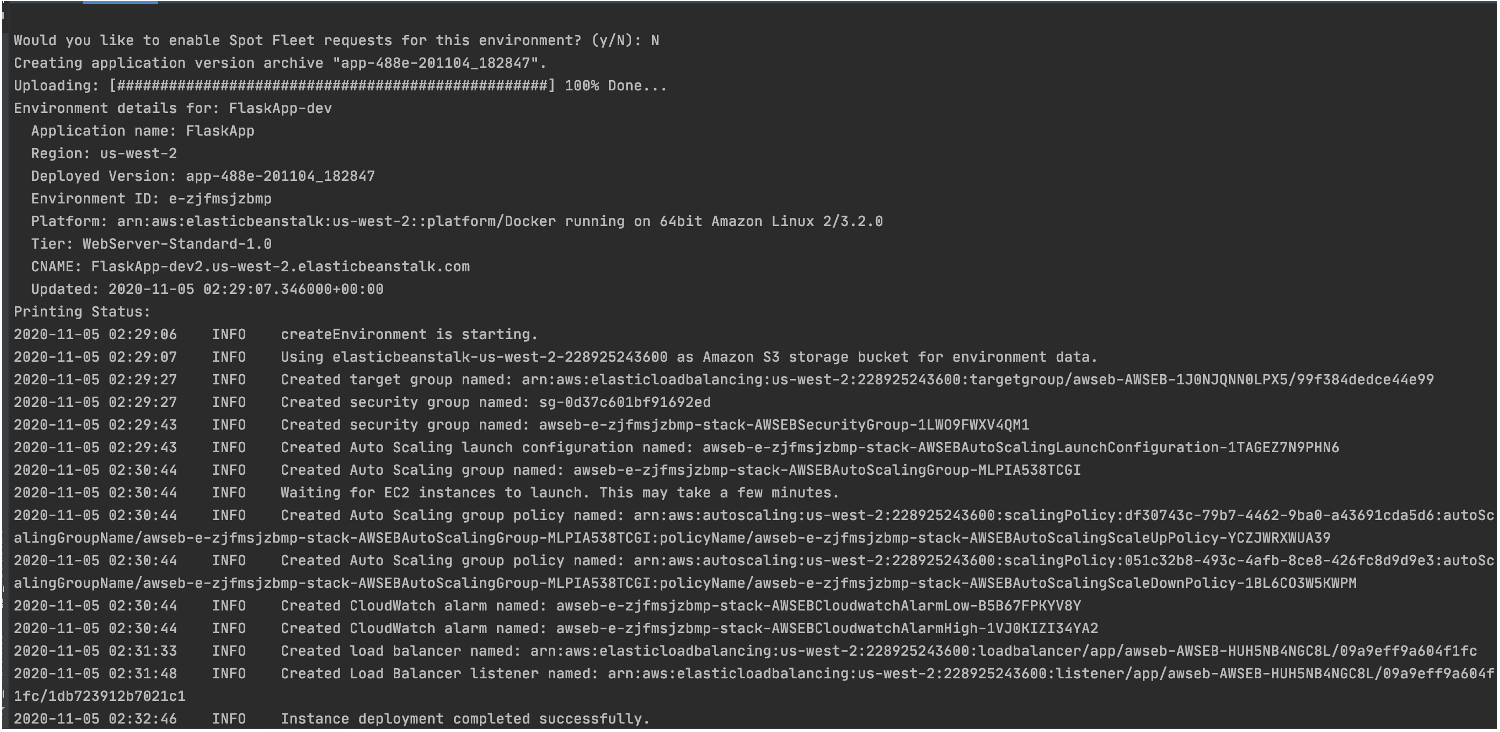 Would you like to enable Spot Fleet requests for this environment? (y/N): N
Creating application version archive "app-488e-201104_182847".
Uploading: [##################################################] 100% Done...
Environment details for: FlaskApp-dev
  Application name: FlaskApp
  Region: us-west-2
  Deployed Version: app-488e-201104_182847
  Environment ID: e-zjfmsjzbmp
  Platform: arn:aws:elasticbeanstalk:us-west-2::platform/Docker running on 64bit Amazon Linux 2/3.2.0
  Tier: WebServer-Standard-1.0
  CNAME: FlaskApp-dev2.us-west-2.elasticbeanstalk.com
  Updated: 2020-11-05 02:29:07.346000+00:00
Printing Status:
2020-11-05 02:29:06    INFO    createEnvironment is starting.
2020-11-05 02:29:07    INFO    Using elasticbeanstalk-us-west-2-228925243600 as Amazon S3 storage bucket for environment data.
2020-11-05 02:29:27    INFO    Created target group named: arn:aws:elasticloadbalancing:us-west-2:228925243600:targetgroup/awseb-AWSEB-1J0NJQNN0LPX5/99f384dedce44e99
2020-11-05 02:29:27    INFO    Created security group named: sg-0d37c601bf91692ed
2020-11-05 02:29:43    INFO    Created security group named: awseb-e-zjfmsjzbmp-stack-AWSEBSecurityGroup-1LWO9FWXV4QM1
2020-11-05 02:29:43    INFO    Created Auto Scaling launch configuration named: awseb-e-zjfmsjzbmp-stack-AWSEBAutoScalingLaunchConfiguration-1TAGEZ7N9PHN6
2020-11-05 02:30:44    INFO    Created Auto Scaling group named: awseb-e-zjfmsjzbmp-stack-AWSEBAutoScalingGroup-MLPIA538TCGI
2020-11-05 02:30:44    INFO    Waiting for EC2 instances to launch. This may take a few minutes.
2020-11-05 02:30:44    INFO    Created Auto Scaling group policy named: arn:aws:autoscaling:us-west-2:228925243600:scalingPolicy:df30743c-79b7-4462-9ba0-a43691cda5d6:autoSc
alingGroupName/awseb-e-zjfmsjzbmp-stack-AWSEBAutoScalingGroup-MLPIA538TCGI:policyName/awseb-e-zjfmsjzbmp-stack-AWSEBAutoScalingScaleUpPolicy-YCZJWRXWUA39
2020-11-05 02:30:44    INFO    Created Auto Scaling group policy named: arn:aws:autoscaling:us-west-2:228925243600:scalingPolicy:051c32b8-493c-4afb-8ce8-426fc8d9d9e3:autoSc
alingGroupName/awseb-e-zjfmsjzbmp-stack-AWSEBAutoScalingGroup-MLPIA538TCGI:policyName/awseb-e-zjfmsjzbmp-stack-AWSEBAutoScalingScaleDownPolicy-1BL6CO3W5KWPM
2020-11-05 02:30:44    INFO    Created CloudWatch alarm named: awseb-e-zjfmsjzbmp-stack-AWSEBCloudwatchAlarmLow-B5B67FPKYV8Y
2020-11-05 02:30:44    INFO    Created CloudWatch alarm named: awseb-e-zjfmsjzbmp-stack-AWSEBCloudwatchAlarmHigh-1VJ0KIZI34YA2
2020-11-05 02:31:33    INFO    Created load balancer named: arn:aws:elasticloadbalancing:us-west-2:228925243600:loadbalancer/app/awseb-AWSEB-HUH5NB4NGC8L/09a9eff9a604f1fc
2020-11-05 02:31:48    INFO    Created Load Balancer listener named: arn:aws:elasticloadbalancing:us-west-2:228925243600:listener/app/awseb-AWSEB-HUH5NB4NGC8L/09a9eff9a604f
1fc/1db723912b7021c1
2020-11-05 02:32:46    INFO    Instance deployment completed successfully.